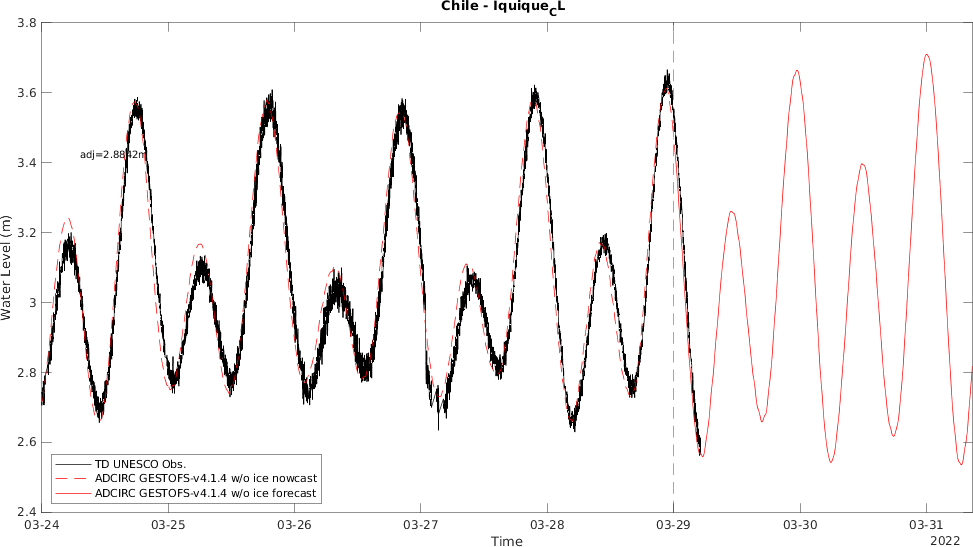 Chile - Iquique_CL
3.8
3.6
3.4
3.2
3
2.8
2.6
2.4
Water Level (m)
adj=2.8842m
TD UNESCO Obs.
ADCIRC GESTOFS-v4.1.4 w/o ice nowcast
ADCIRC GESTOFS-v4.1.4 w/o ice forecast
03-24 03-25 03-26 03-27 03-28 03-29 03-30 03-31
Time
2022